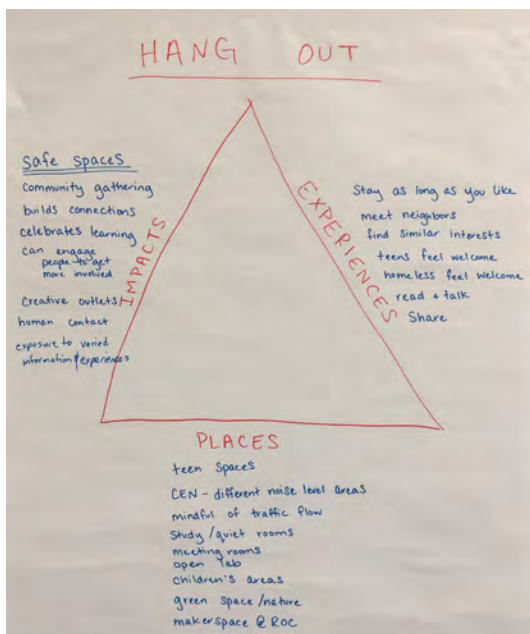 HANG OUT
Safe spaces
Community gathering
builds connections
celebrates learning
can engage
people to get
more involved
Creative outlets
human contact
exposure to varied
information & experiences
IMPACTS
EXPERIENCES
Stay as long as you like
meet neighbors
find similar interests
teens feel welcome
homeless feel welcome
read + talk
Share
PLACES
teen spaces
CEN - different noise level areas
mindful of traffic flow
Study/quiet rooms
meeting rooms
open lab
children's areas
green space/nature
makerspace @ ROC